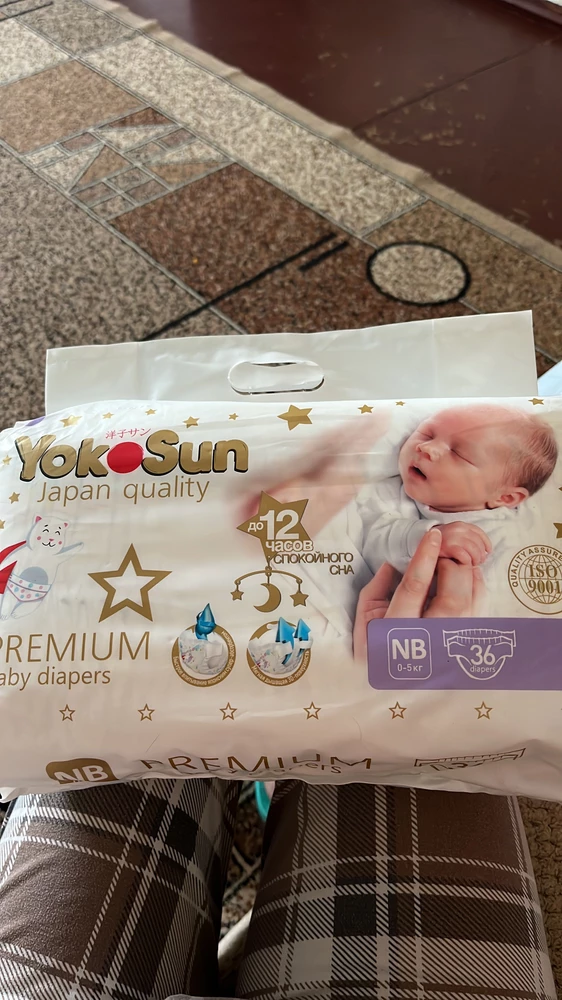 洋子サン
YokoSun
Japan quality
до 12
часов
СПОКОЙНОГО
СНА
QUALITY ASSURE
ISO
9001
PREMIUM
aby diapers
NB
0-5кг
36
diapers
NB
PREMIUM